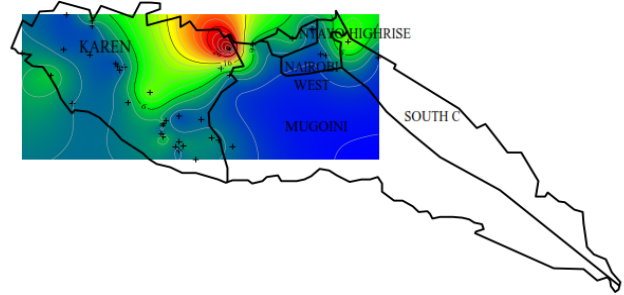 NYAYO HIGHRISE
KAREN
16
NAIROBI
WEST
SOUTH C
MUGOINI